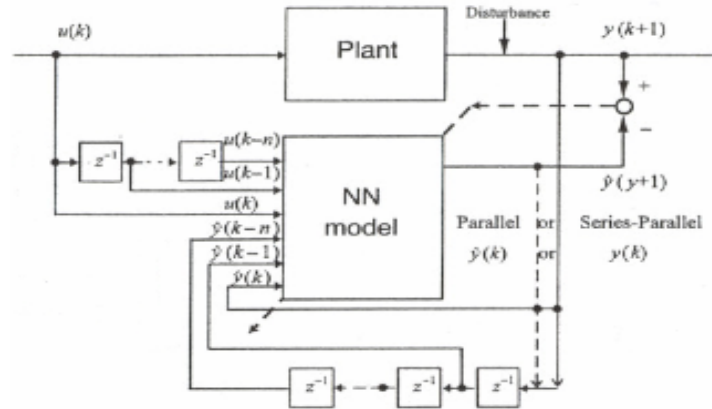 Disturbance
u(k)
y(k+1)
Plant
+
−
z⁻¹
z⁻¹
u(k−n)
u(k−1)
u(k)
NN
model
ŷ(y+1)
ŷ(k−n)
ŷ(k−1)
ŷ(k)
Parallel or Series-Parallel
ŷ(k) or y(k)
z⁻¹
z⁻¹
z⁻¹